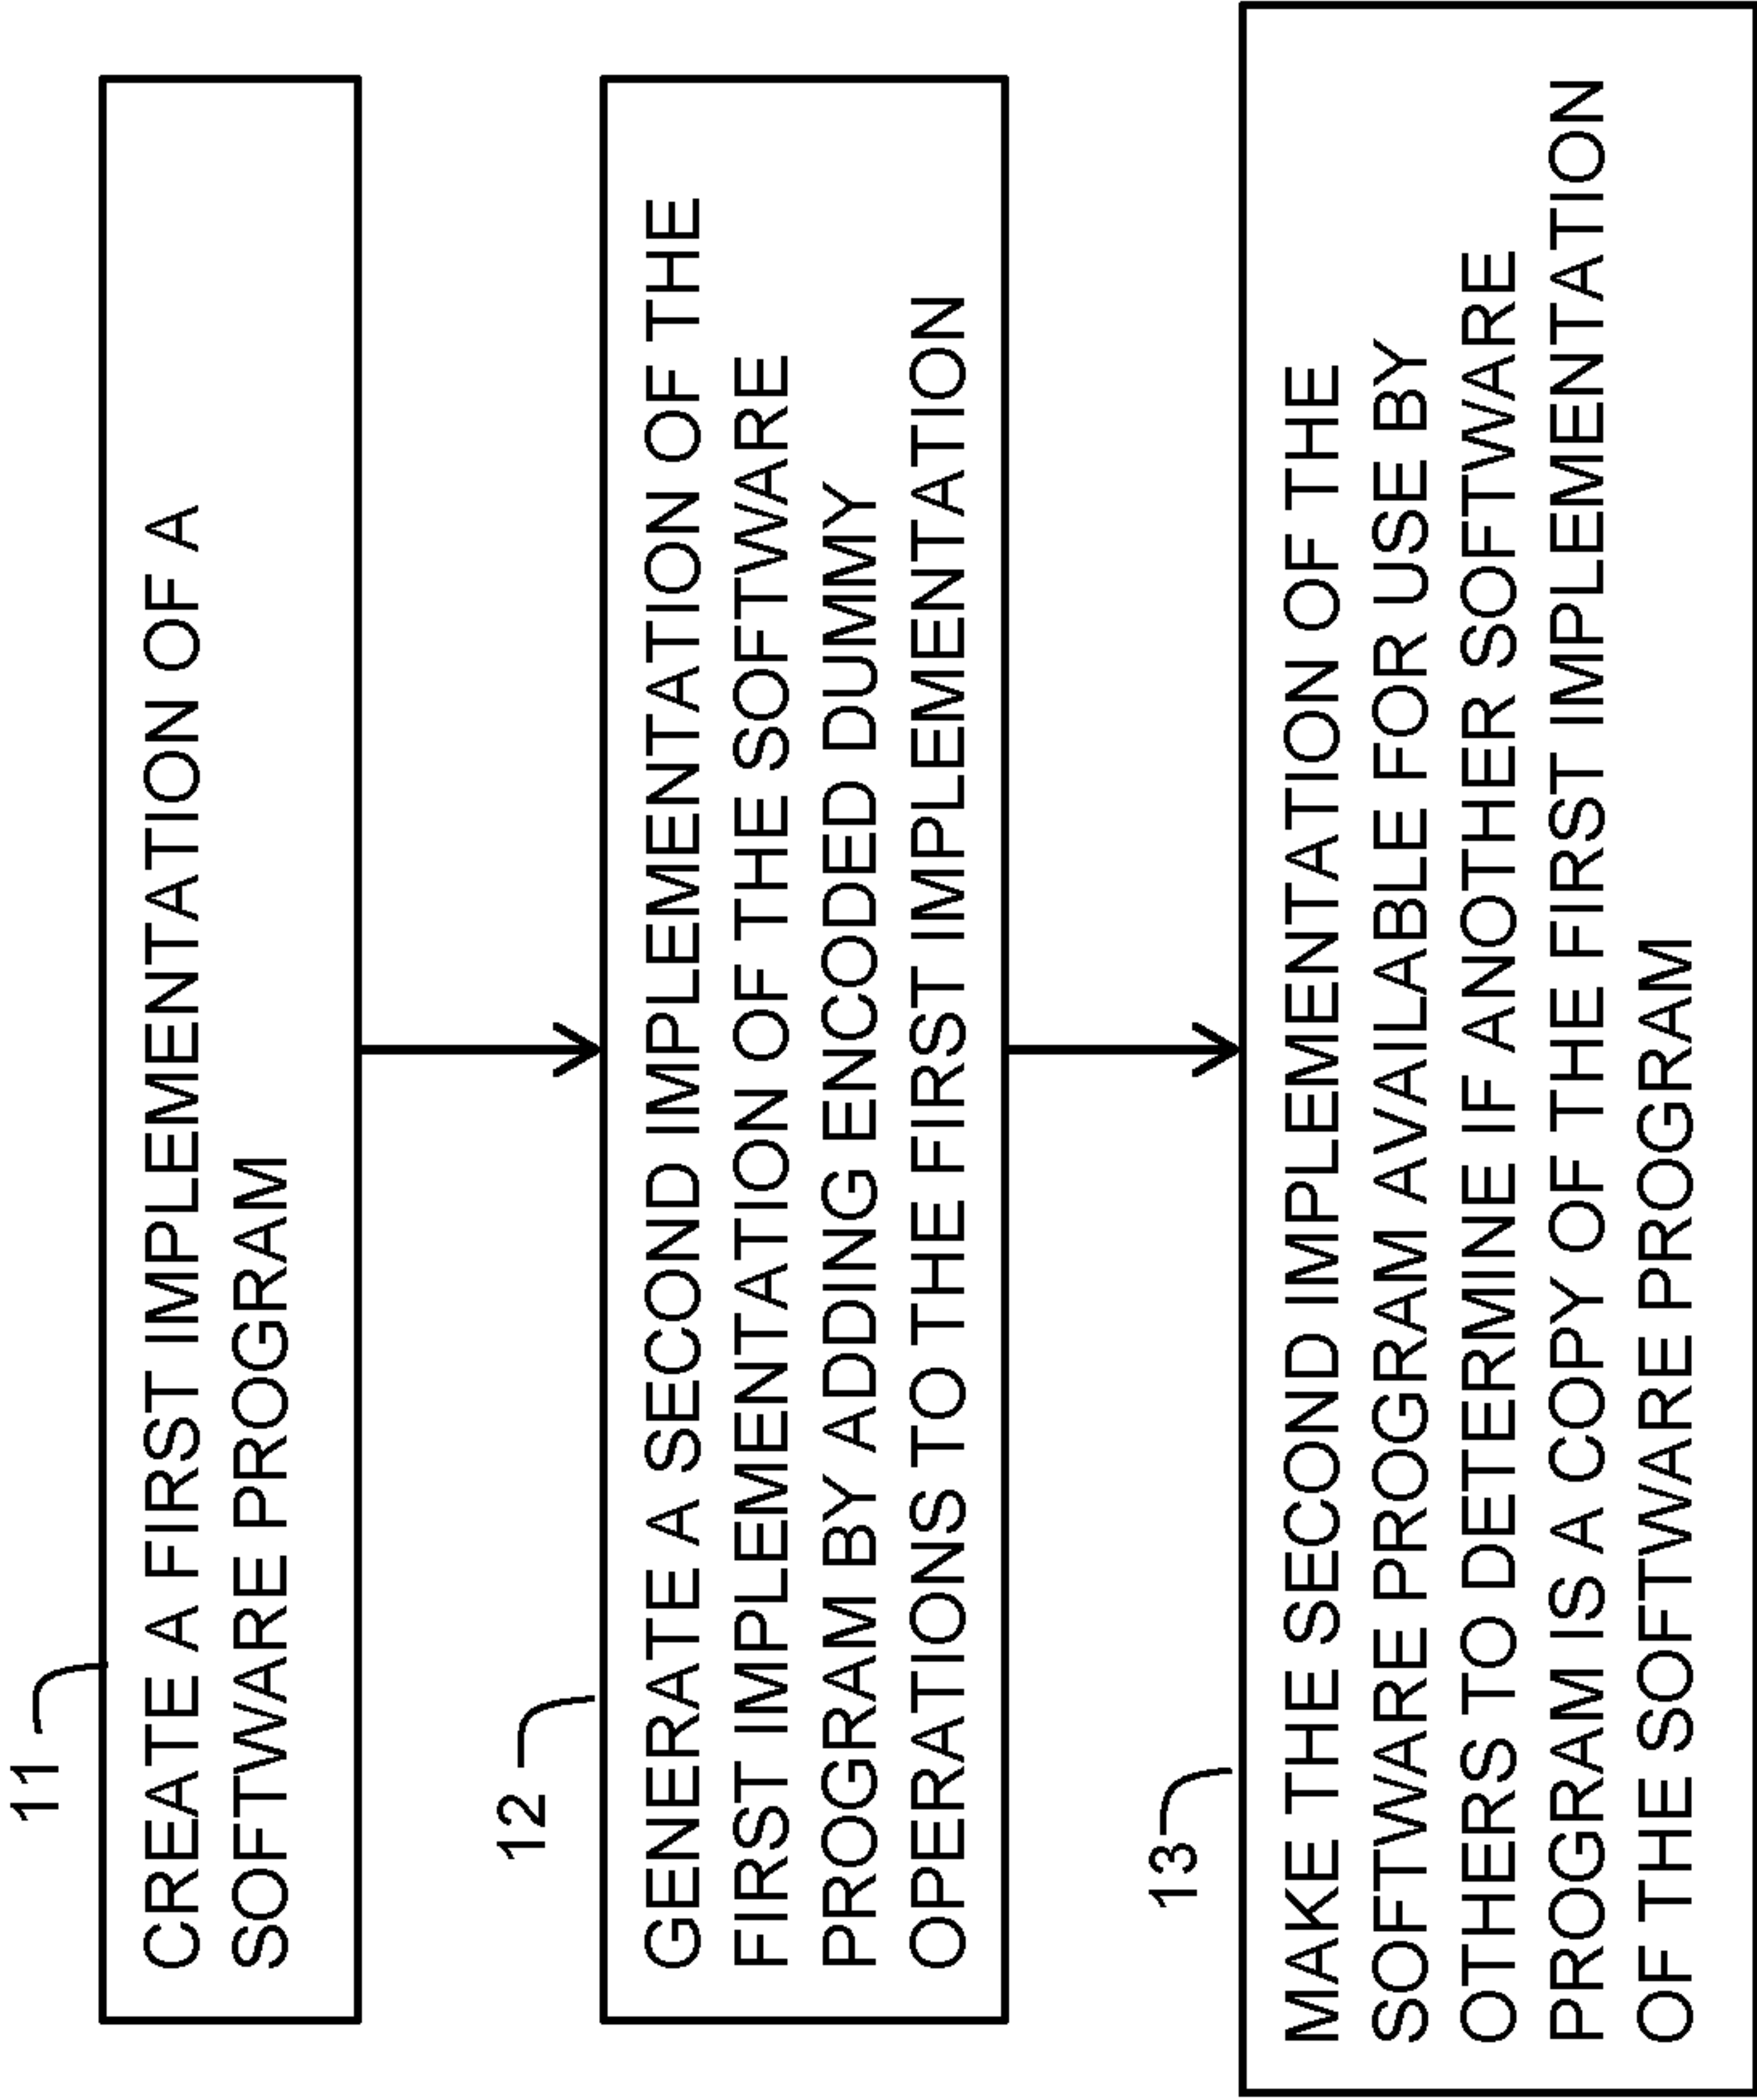 11
CREATE A FIRST IMPLEMENTATION OF A
SOFTWARE PROGRAM
12
GENERATE A SECOND IMPLEMENTATION OF THE
FIRST IMPLEMENTATION OF THE SOFTWARE
PROGRAM BY ADDING ENCODED DUMMY
OPERATIONS TO THE FIRST IMPLEMENTATION
13
MAKE THE SECOND IMPLEMENTATION OF THE
SOFTWARE PROGRAM AVAILABLE FOR USE BY
OTHERS TO DETERMINE IF ANOTHER SOFTWARE
PROGRAM IS A COPY OF THE FIRST IMPLEMENTATION
OF THE SOFTWARE PROGRAM